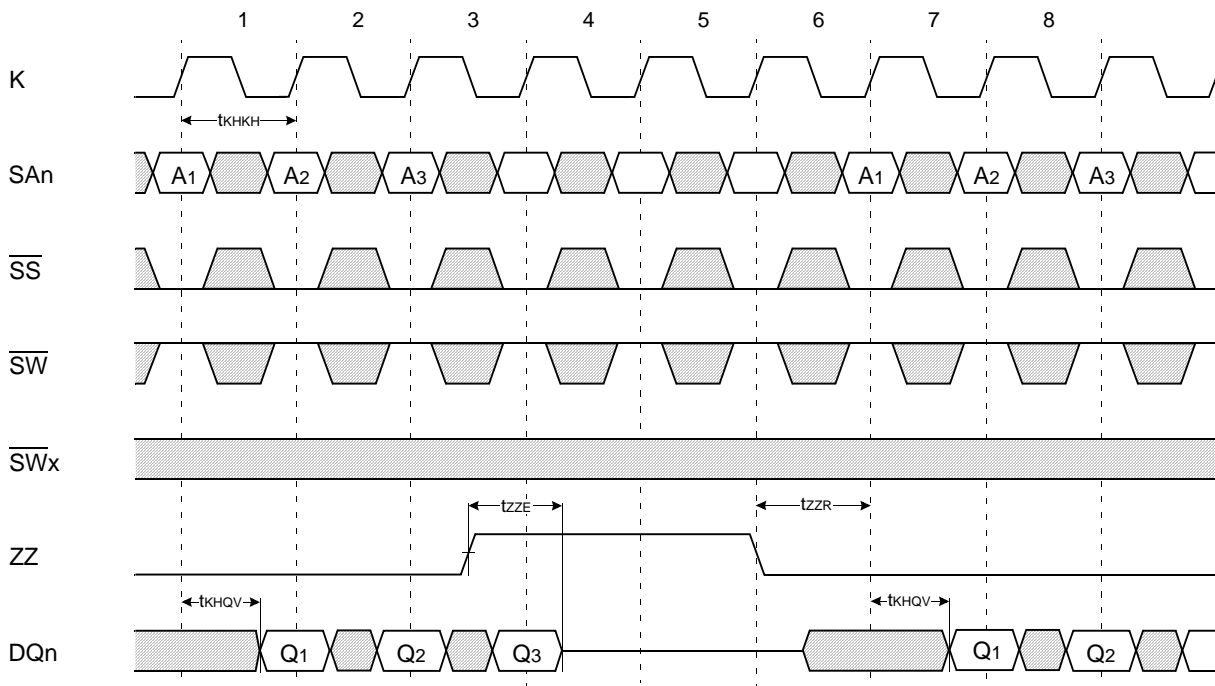 1 2 3 4 5 6 7 8
K
tKHKH
SAn A1 A2 A3 A1 A2 A3
SS
SW
SWx
tZZE tZZR
ZZ
tKHQV tKHQV
DQn Q1 Q2 Q3 Q1 Q2